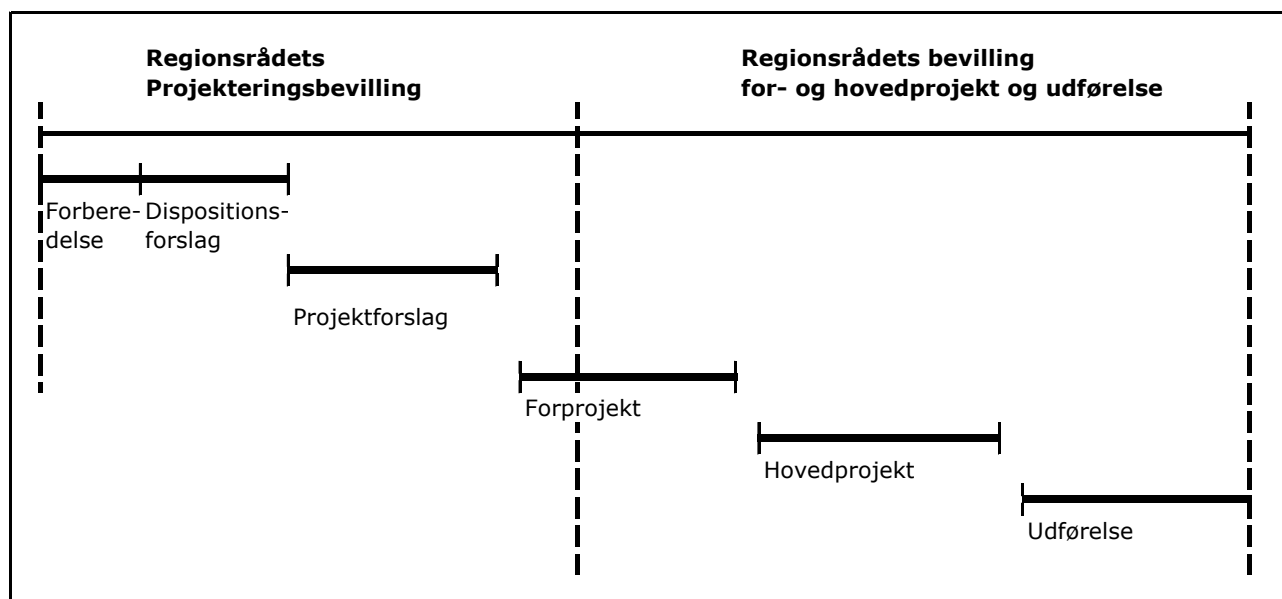 Regionsrådets
Projekteringsbevilling
Regionsrådets bevilling
for- og hovedprojekt og udførelse
Forbere-
delse
Dispositions-
forslag
Projektforslag
Forprojekt
Hovedprojekt
Udførelse